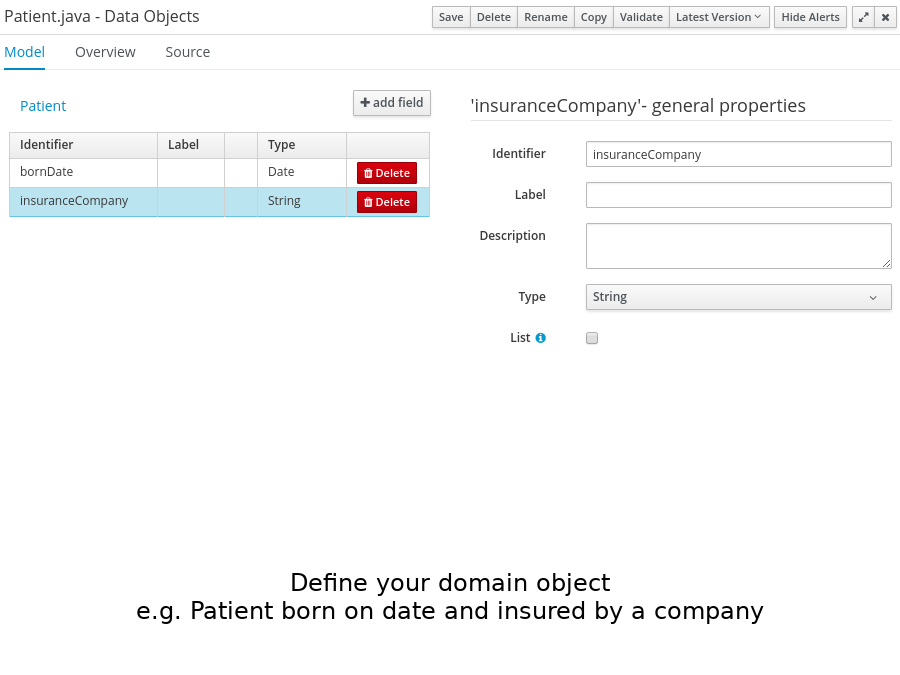 Patient.java - Data Objects
Save Delete Rename Copy Validate Latest Version Hide Alerts
Model Overview Source
Patient
add field
Identifier Label Type
bornDate Date Delete
insuranceCompany String Delete
'insuranceCompany'- general properties
Identifier insuranceCompany
Label
Description
Type String
List
Define your domain object
e.g. Patient born on date and insured by a company